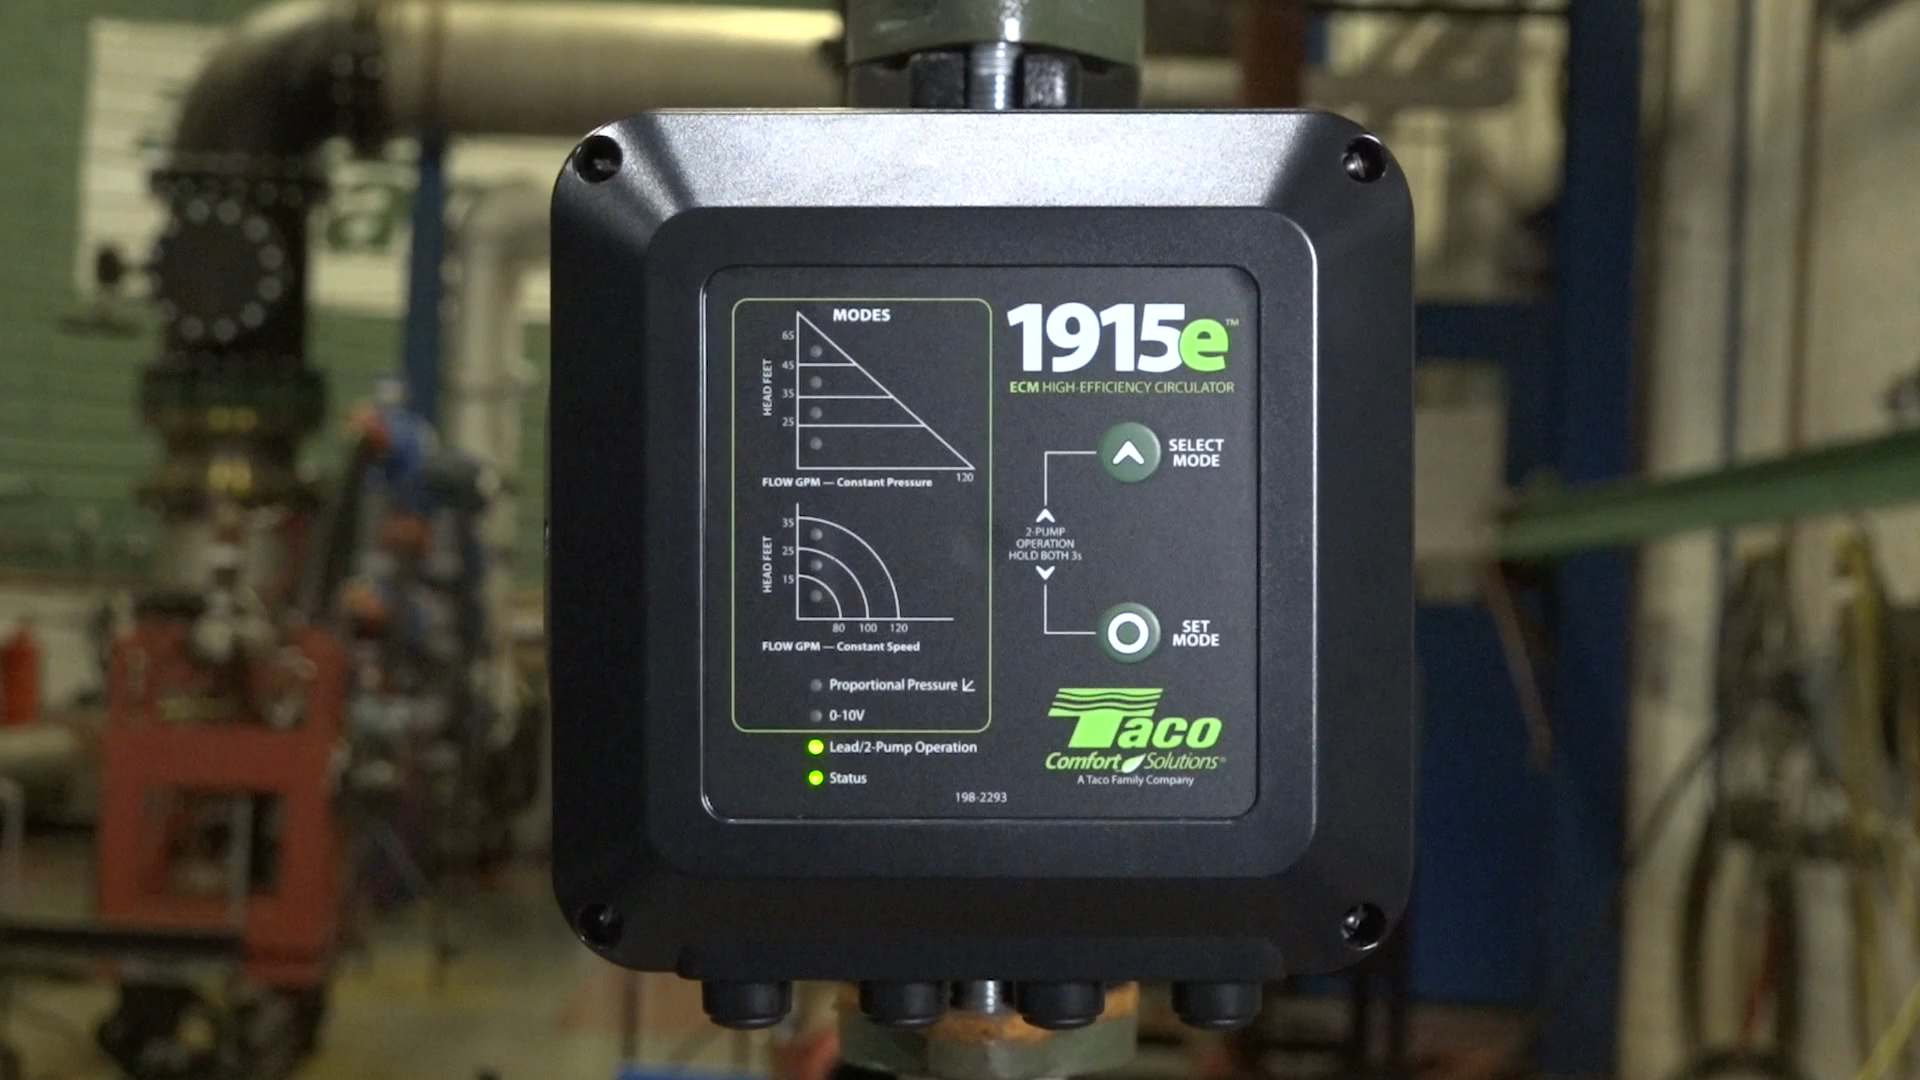 MODES
HEAD FEET
65
45
35
25
FLOW GPM — Constant Pressure
120
HEAD FEET
35
25
15
80 100 120
FLOW GPM — Constant Speed
Proportional Pressure
0-10V
Lead/2-Pump Operation
Status
198-2293
1915e™
ECM HIGH-EFFICIENCY CIRCULATOR
SELECT
MODE
2-PUMP
OPERATION
HOLD BOTH 3s
SET
MODE
Taco
Comfort Solutions®
A Taco Family Company